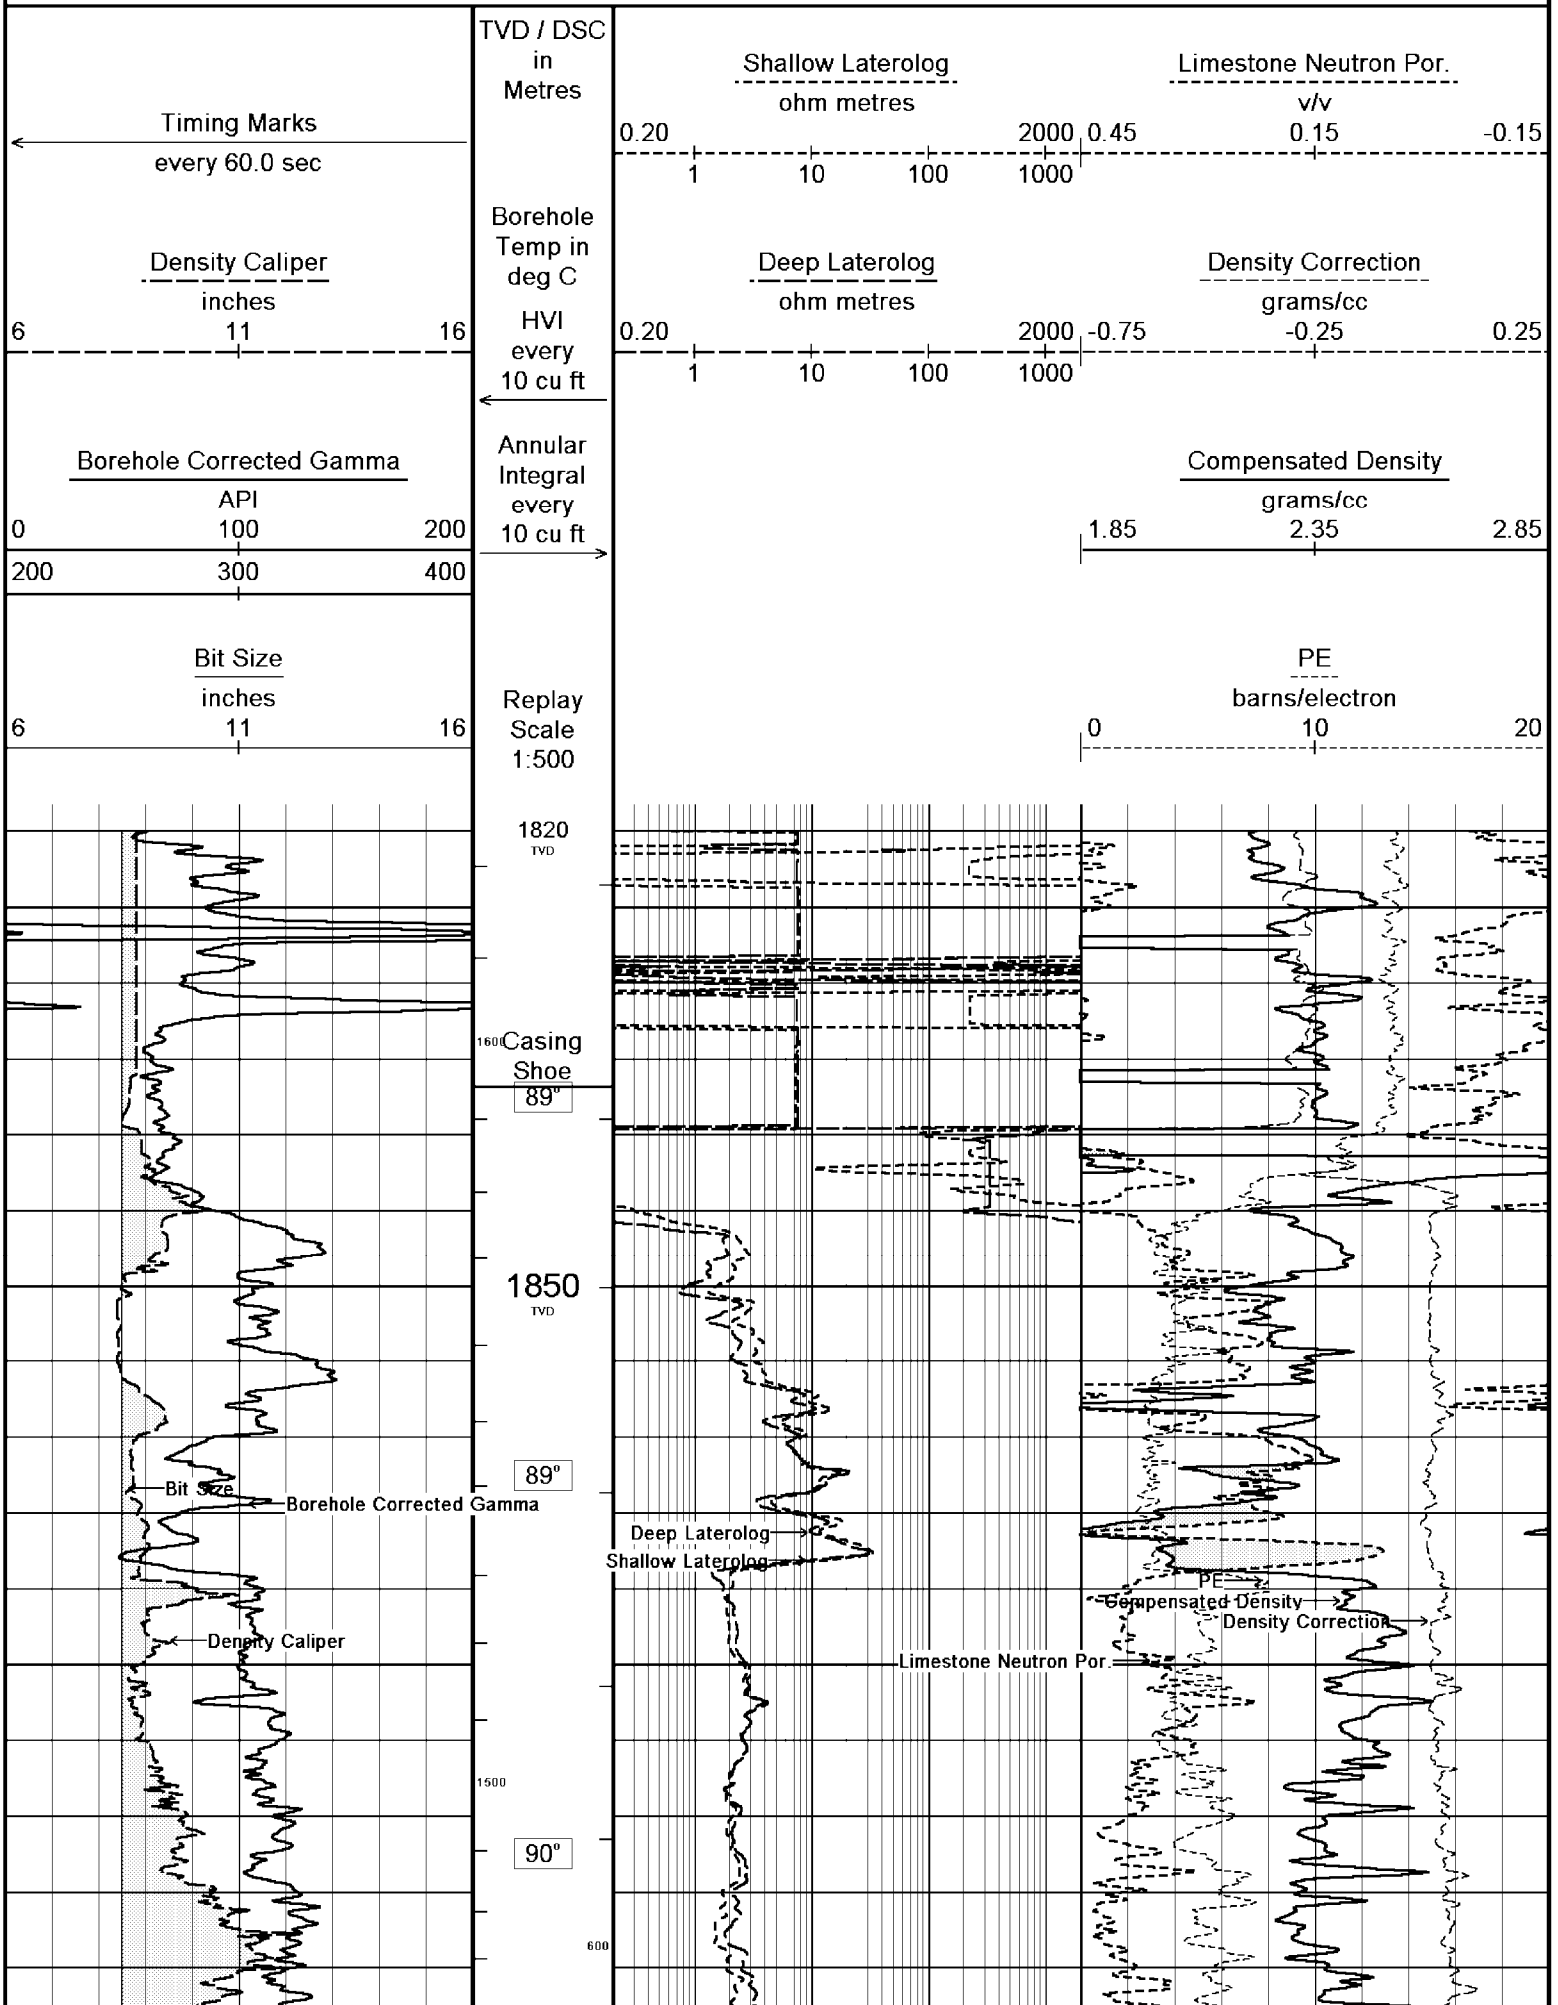 Timing Marks
every 60.0 sec
Density Caliper
inches
6 11 16
Borehole Corrected Gamma
API
0 100 200
200 300 400
Bit Size
inches
6 11 16
TVD / DSC
in
Metres
Borehole
Temp in
deg C
HVI
every
10 cu ft
Annular
Integral
every
10 cu ft
Replay
Scale
1:500
Shallow Laterolog
ohm metres
0.20 2000
1 10 100 1000
Deep Laterolog
ohm metres
0.20 2000
1 10 100 1000
Limestone Neutron Por.
v/v
0.45 0.15 -0.15
Density Correction
grams/cc
-0.75 -0.25 0.25
Compensated Density
grams/cc
1.85 2.35 2.85
PE
barns/electron
0 10 20
1820
TVD
1600
Casing
Shoe
89°
1850
TVD
89°
Bit Size
Borehole Corrected Gamma
Deep Laterolog
Shallow Laterolog
PE
Compensated Density
Density Correction
Density Caliper
Limestone Neutron Por.
1500
90°
600